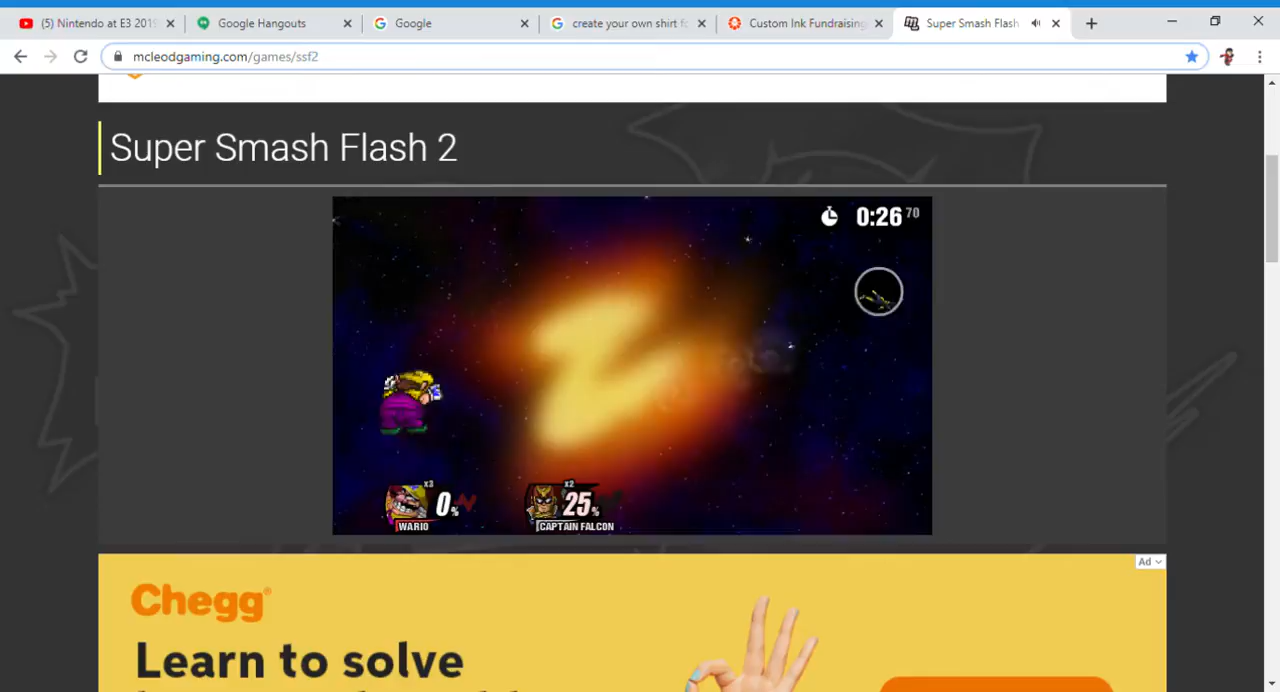 (5) Nintendo at E3 2019
Google Hangouts
Google
create your own shirt fo
Custom Ink Fundraising
Super Smash Flash
mcleodgaming.com/games/ssf2
Super Smash Flash 2
0:26 70
x3
0%
WARIO
x2
25%
CAPTAIN FALCON
Ad
Chegg®
Learn to solve